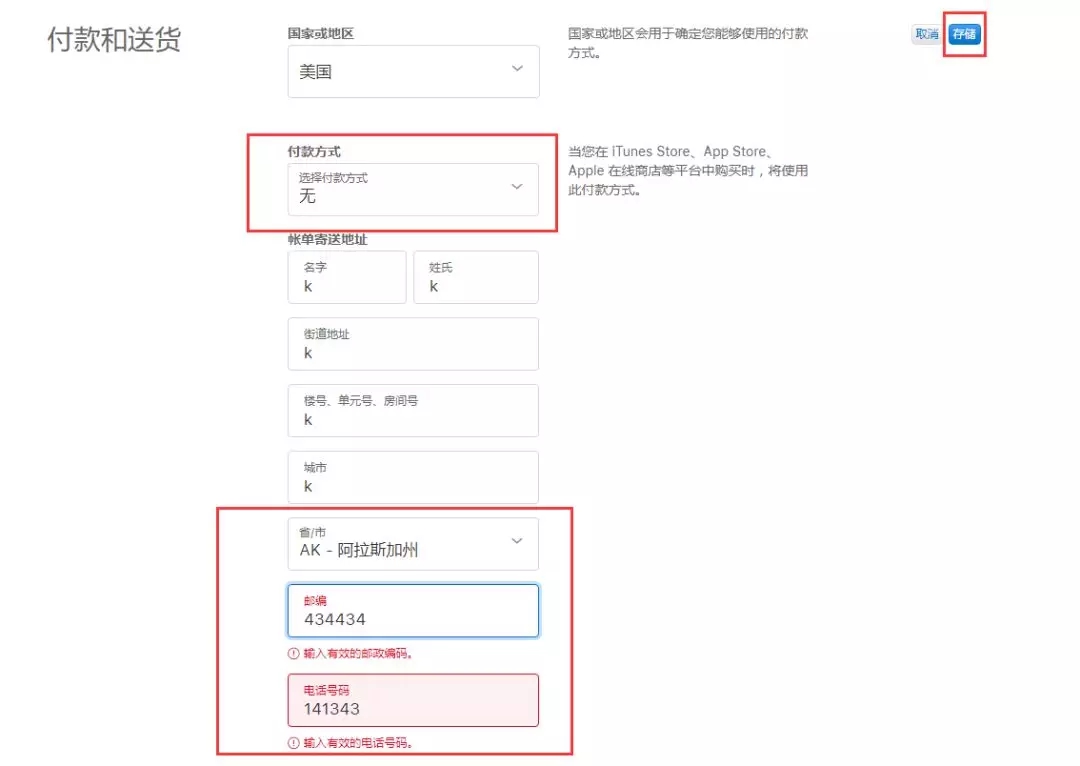 付款和送货
国家或地区
美国
国家或地区会用于确定您能够使用的付款
方式。
取消
存储
付款方式
选择付款方式
无
当您在 iTunes Store、App Store、
Apple 在线商店等平台中购买时，将使用
此付款方式。
帐单寄送地址
名字
k
姓氏
k
街道地址
k
楼号、单元号、房间号
k
城市
k
省/市
AK - 阿拉斯加州
邮编
434434
输入有效的邮政编码。
电话号码
141343
输入有效的电话号码。